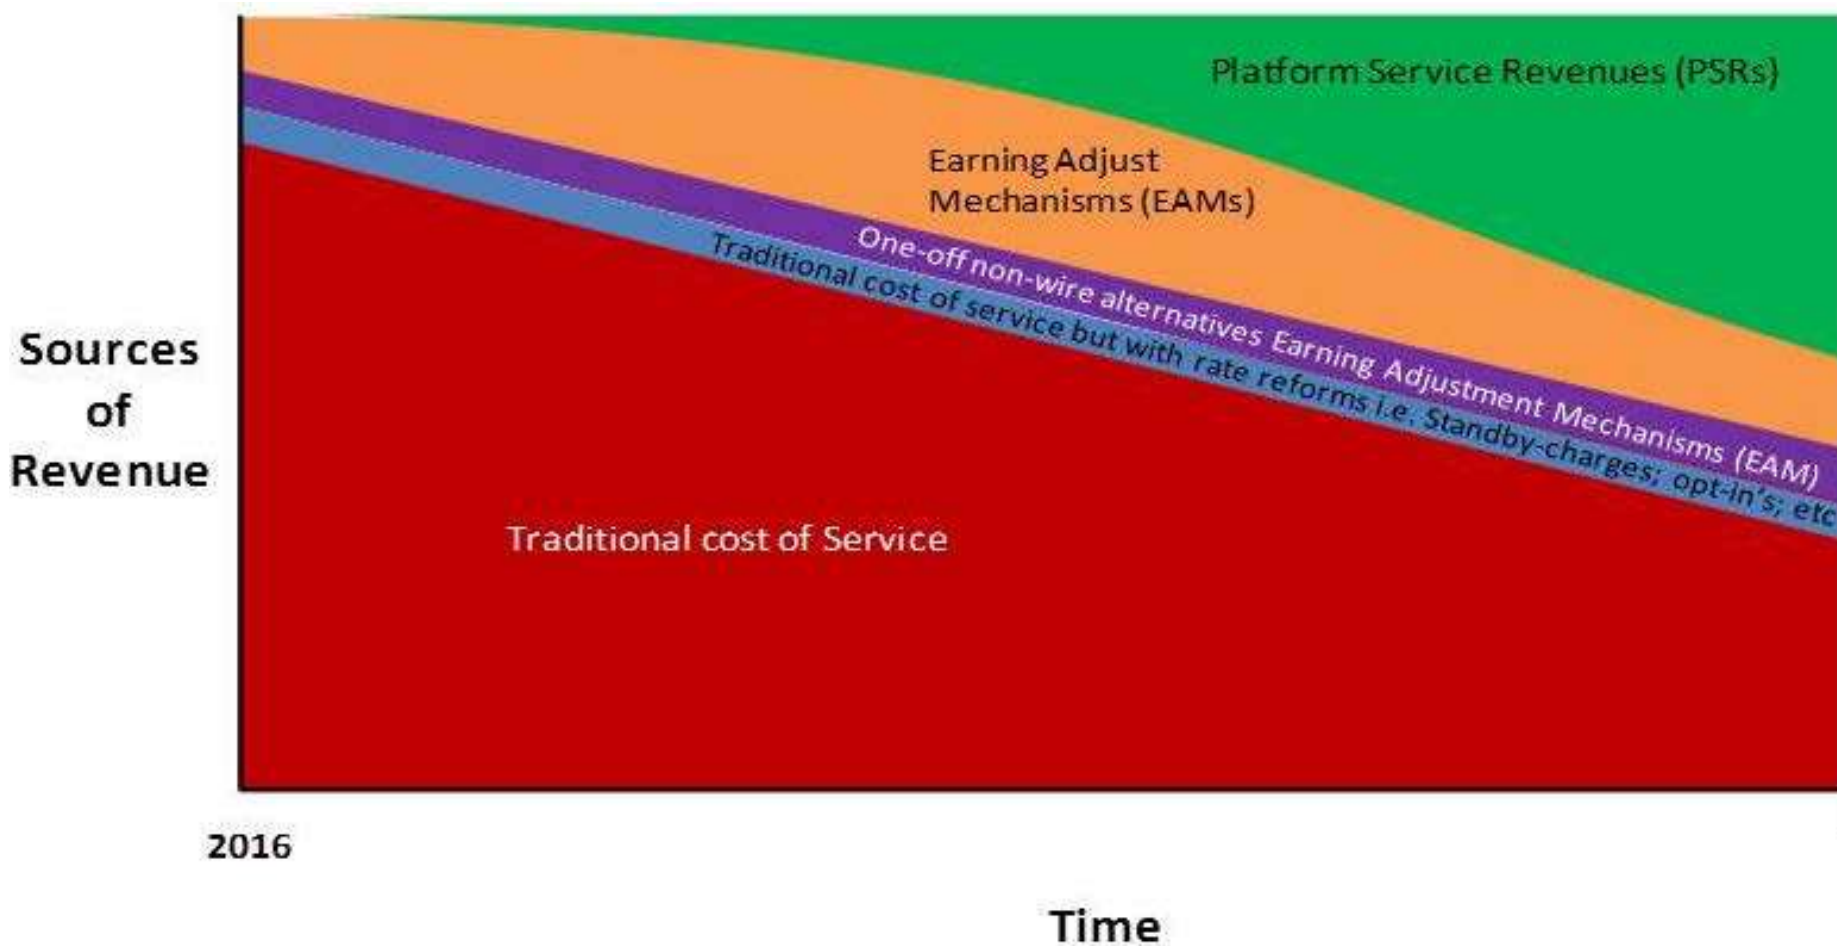 Platform Service Revenues (PSRs)
Earning Adjust
Mechanisms (EAMs)
One-off non-wire alternatives Earning Adjustment Mechanisms (EAM)
Traditional cost of service but with rate reforms i.e. Standby-charges; opt-in's; etc
Sources
of
Revenue
Traditional cost of Service
2016
Time